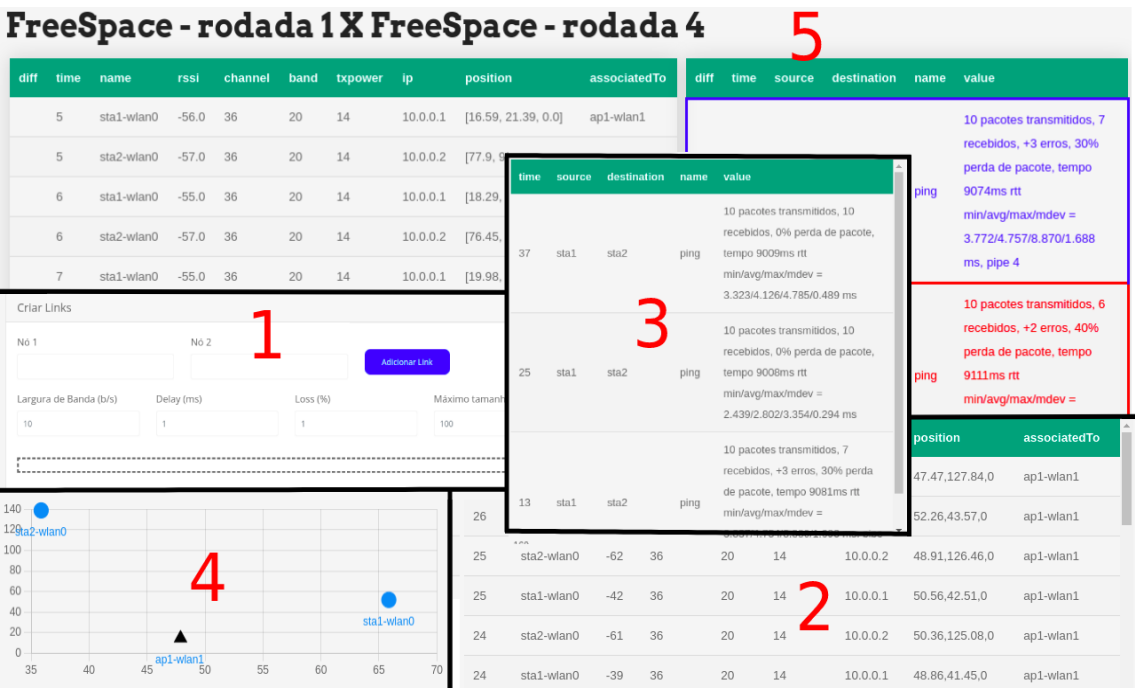 FreeSpace - rodada 1 X FreeSpace - rodada 4
5
diff time name rssi channel band txpower ip position associatedTo
5 sta1-wlan0 -56.0 36 20 14 10.0.0.1 [16.59, 21.39, 0.0] ap1-wlan1
5 sta2-wlan0 -57.0 36 20 14 10.0.0.2 [77.9, 9
6 sta1-wlan0 -55.0 36 20 14 10.0.0.1 [18.29,
6 sta2-wlan0 -57.0 36 20 14 10.0.0.2 [76.45,
7 sta1-wlan0 -55.0 36 20 14 10.0.0.1 [19.98,
diff time source destination name value
10 pacotes transmitidos, 7
recebidos, +3 erros, 30%
perda de pacote, tempo
ping 9074ms rtt
min/avg/max/mdev =
3.772/4.757/8.870/1.688
ms, pipe 4
10 pacotes transmitidos, 6
recebidos, +2 erros, 40%
perda de pacote, tempo
ping 9111ms rtt
min/avg/max/mdev =
Criar Links
1
Nó 1 Nó 2
Adicionar Link
Largura de Banda (b/s) Delay (ms) Loss (%) Máximo tamanh
10 1 1 100
3
time source destination name value
10 pacotes transmitidos, 10
recebidos, 0% perda de pacote,
37 sta1 sta2 ping tempo 9009ms rtt
min/avg/max/mdev =
3.323/4.126/4.785/0.489 ms
10 pacotes transmitidos, 10
recebidos, 0% perda de pacote,
25 sta1 sta2 ping tempo 9008ms rtt
min/avg/max/mdev =
2.439/2.802/3.354/0.294 ms
10 pacotes transmitidos, 7
recebidos, +3 erros, 30% perda
13 sta1 sta2 ping de pacote, tempo 9081ms rtt
min/avg/max/mdev =
4
140
120
100
80
60
40
20
0
35 40 45 50 55 60 65 70
sta2-wlan0
sta1-wlan0
ap1-wlan1
2
position associatedTo
47.47,127.84,0 ap1-wlan1
26 52.26,43.57,0 ap1-wlan1
25 sta2-wlan0 -62 36 20 14 10.0.0.2 48.91,126.46,0 ap1-wlan1
25 sta1-wlan0 -42 36 20 14 10.0.0.1 50.56,42.51,0 ap1-wlan1
24 sta2-wlan0 -61 36 20 14 10.0.0.2 50.36,125.08,0 ap1-wlan1
24 sta1-wlan0 -39 36 20 14 10.0.0.1 48.86,41.45,0 ap1-wlan1